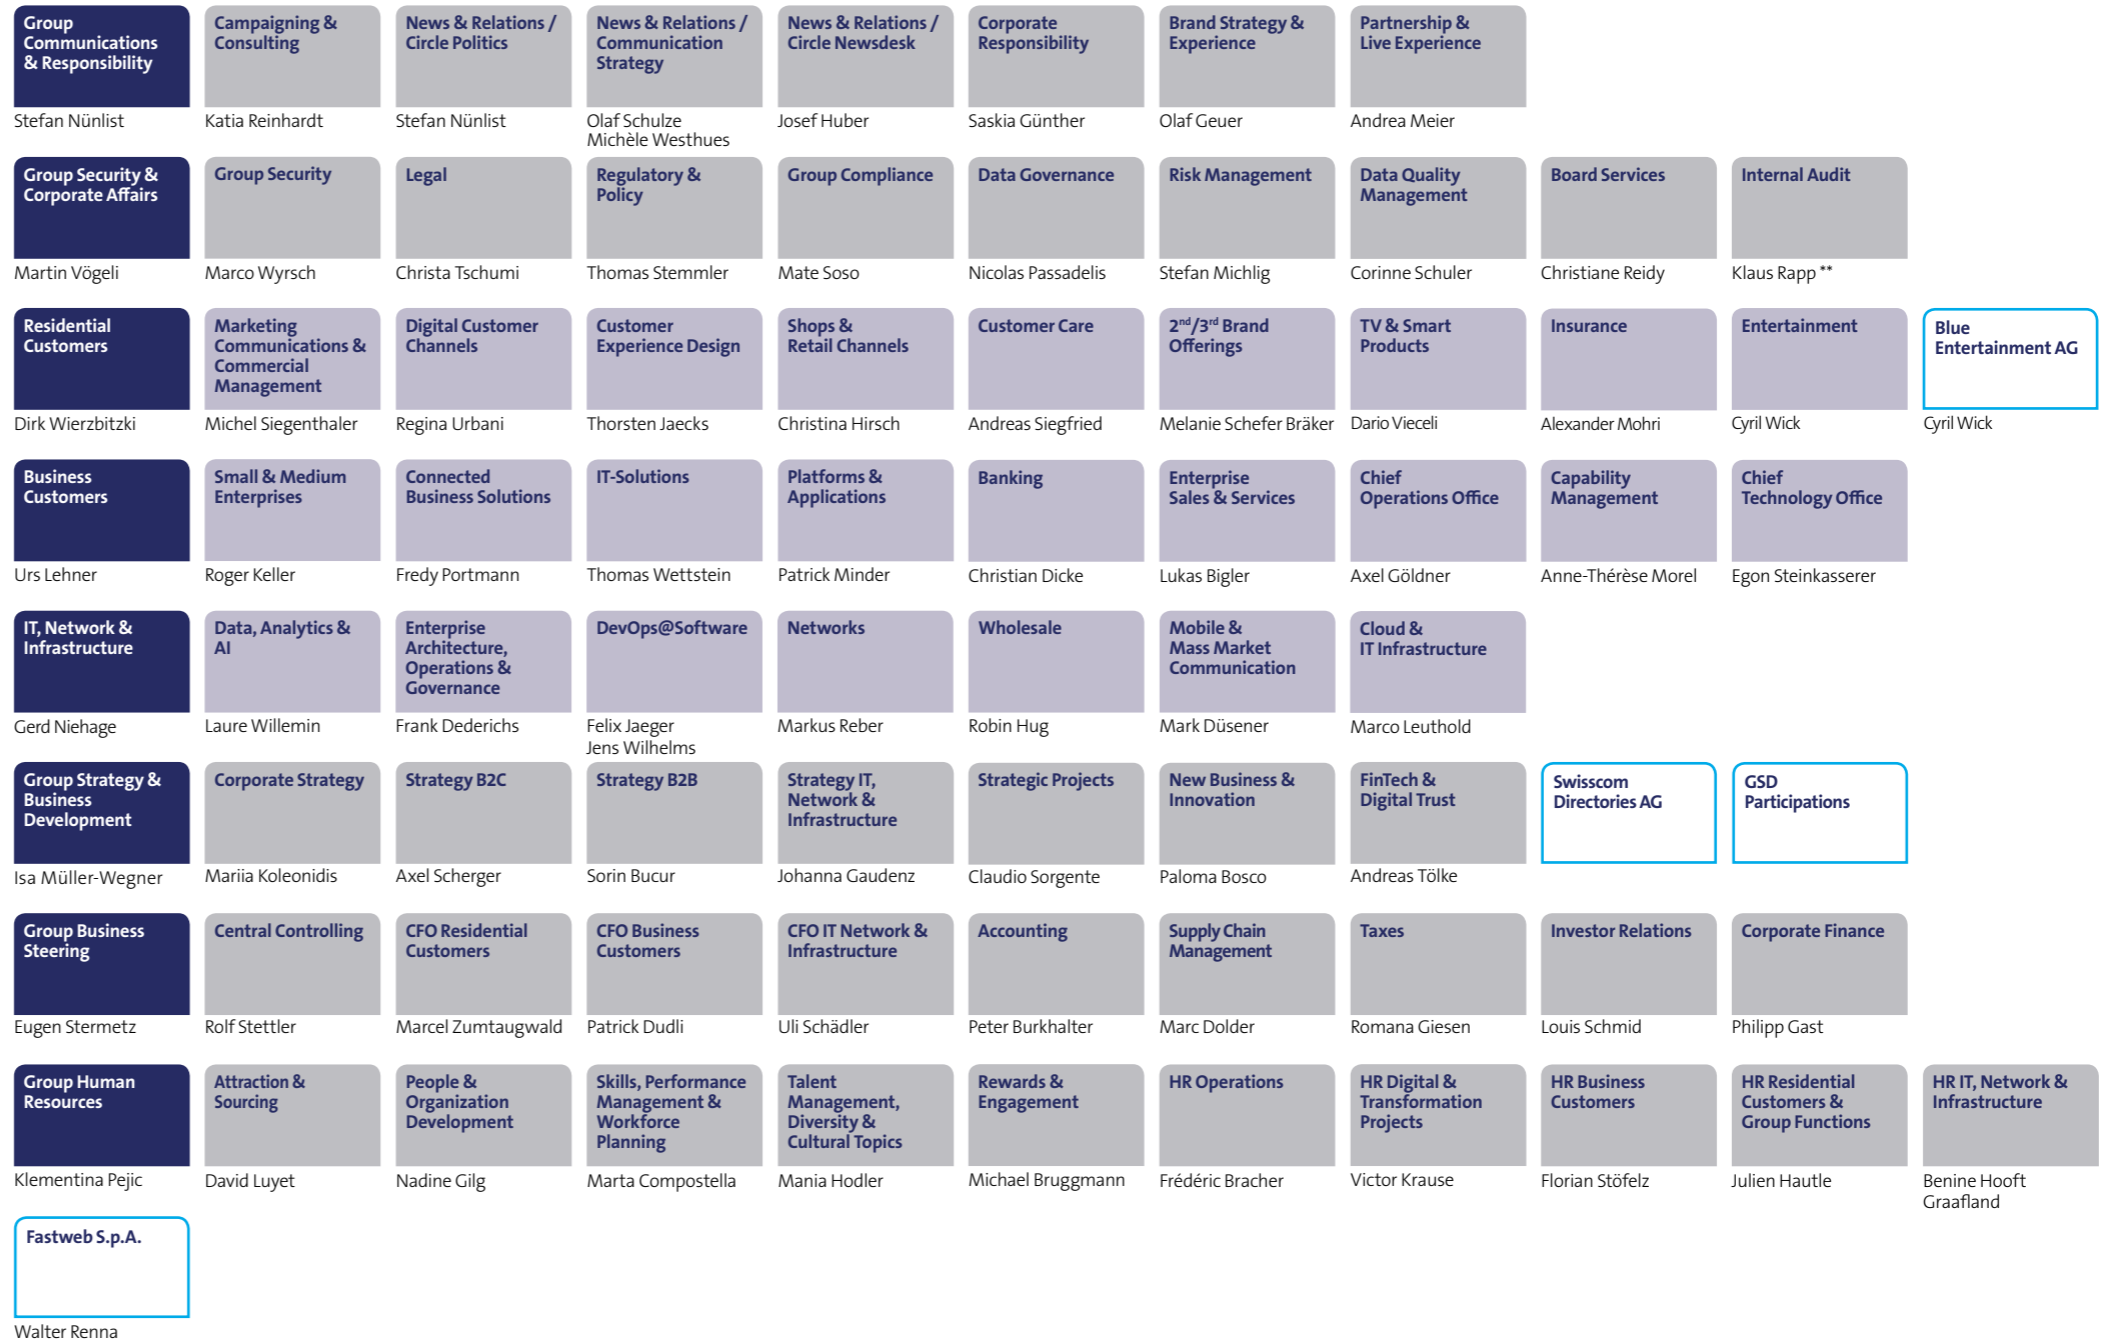 Group
Communications
& Responsibility
Stefan Nünlist
Campaigning &
Consulting
Katia Reinhardt
News & Relations /
Circle Politics
Stefan Nünlist
News & Relations /
Communication
Strategy
Olaf Schulze
Michèle Westhues
News & Relations /
Circle Newsdesk
Josef Huber
Corporate
Responsibility
Saskia Günther
Brand Strategy &
Experience
Olaf Geuer
Partnership &
Live Experience
Andrea Meier
Group Security &
Corporate Affairs
Martin Vögeli
Group Security
Marco Wyrsch
Legal
Christa Tschumi
Regulatory &
Policy
Thomas Stemmler
Group Compliance
Mate Soso
Data Governance
Nicolas Passadelis
Risk Management
Stefan Michlig
Data Quality
Management
Corinne Schuler
Board Services
Christiane Reidy
Internal Audit
Klaus Rapp **
Residential
Customers
Dirk Wierzbitzki
Marketing
Communications &
Commercial
Management
Michel Siegenthaler
Digital Customer
Channels
Regina Urbani
Customer
Experience Design
Thorsten Jaecks
Shops &
Retail Channels
Christina Hirsch
Customer Care
Andreas Siegfried
2nd/3rd Brand
Offerings
Melanie Schefer Bräker
TV & Smart
Products
Dario Vieceli
Insurance
Alexander Mohri
Entertainment
Cyril Wick
Blue
Entertainment AG
Cyril Wick
Business
Customers
Urs Lehner
Small & Medium
Enterprises
Roger Keller
Connected
Business Solutions
Fredy Portmann
IT-Solutions
Thomas Wettstein
Platforms &
Applications
Patrick Minder
Banking
Christian Dicke
Enterprise
Sales & Services
Lukas Bigler
Chief
Operations Office
Axel Göldner
Capability
Management
Anne-Thérèse Morel
Chief
Technology Office
Egon Steinkasserer
IT, Network &
Infrastructure
Gerd Niehage
Data, Analytics &
AI
Laure Willemin
Enterprise
Architecture,
Operations &
Governance
Frank Dederichs
DevOps@Software
Felix Jaeger
Jens Wilhelms
Networks
Markus Reber
Wholesale
Robin Hug
Mobile &
Mass Market
Communication
Mark Düsener
Cloud &
IT Infrastructure
Marco Leuthold
Group Strategy &
Business
Development
Isa Müller-Wegner
Corporate Strategy
Mariia Koleonidis
Strategy B2C
Axel Scherger
Strategy B2B
Sorin Bucur
Strategy IT,
Network &
Infrastructure
Johanna Gaudenz
Strategic Projects
Claudio Sorgente
New Business &
Innovation
Paloma Bosco
FinTech &
Digital Trust
Andreas Tölke
Swisscom
Directories AG
GSD
Participations
Group Business
Steering
Eugen Stermetz
Central Controlling
Rolf Stettler
CFO Residential
Customers
Marcel Zumtaugwald
CFO Business
Customers
Patrick Dudli
CFO IT Network &
Infrastructure
Uli Schädler
Accounting
Peter Burkhalter
Supply Chain
Management
Marc Dolder
Taxes
Romana Giesen
Investor Relations
Louis Schmid
Corporate Finance
Philipp Gast
Group Human
Resources
Klementina Pejic
Attraction &
Sourcing
David Luyet
People &
Organization
Development
Nadine Gilg
Skills, Performance
Management &
Workforce
Planning
Marta Compostella
Talent
Management,
Diversity &
Cultural Topics
Mania Hodler
Rewards &
Engagement
Michael Bruggmann
HR Operations
Frédéric Bracher
HR Digital &
Transformation
Projects
Victor Krause
HR Business
Customers
Florian Stöfelz
HR Residential
Customers &
Group Functions
Julien Hautle
HR IT, Network &
Infrastructure
Benine Hooft
Graafland
Fastweb S.p.A.
Walter Renna